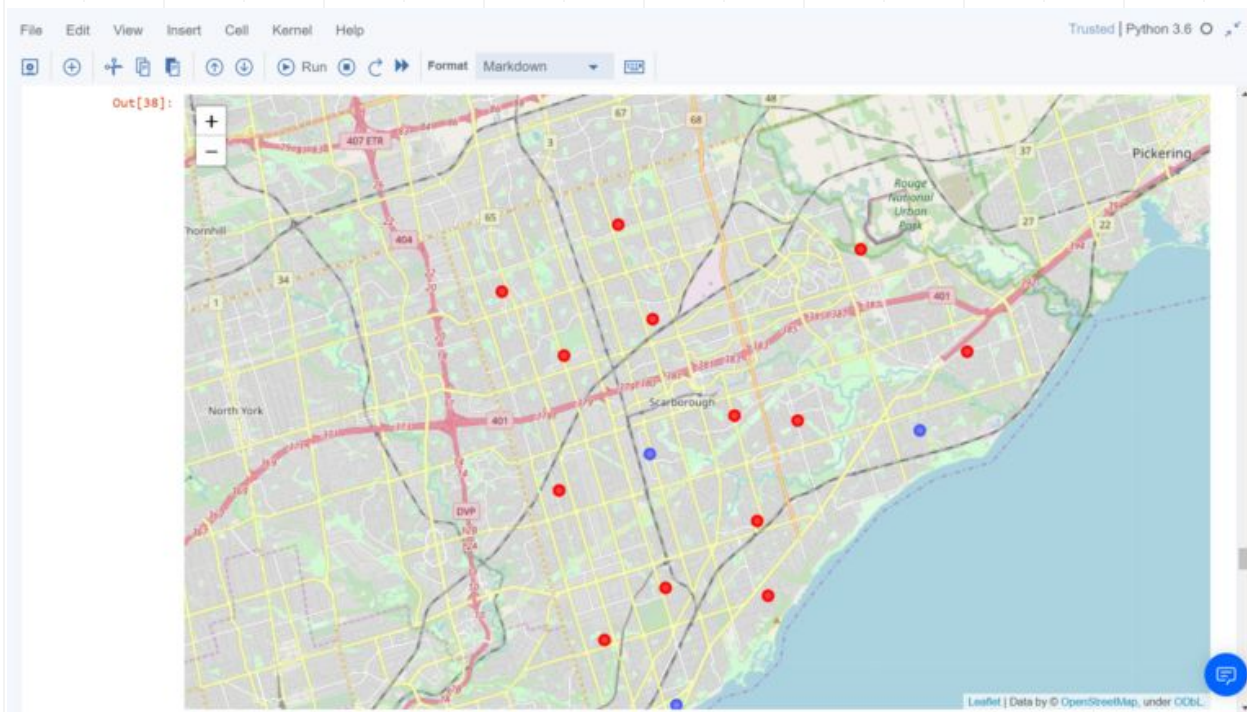 File Edit View Insert Cell Kernel Help
Trusted | Python 3.6
Run Format Markdown
Out[38]:
+
−
48
67
68
407 ETR
3
37
Pickering
Rouge
National
Urban
Park
65
27
22
Thornhill
404
34
1
401
Scarborough
North York
401
DVP
Leaflet | Data by © OpenStreetMap, under ODbL.